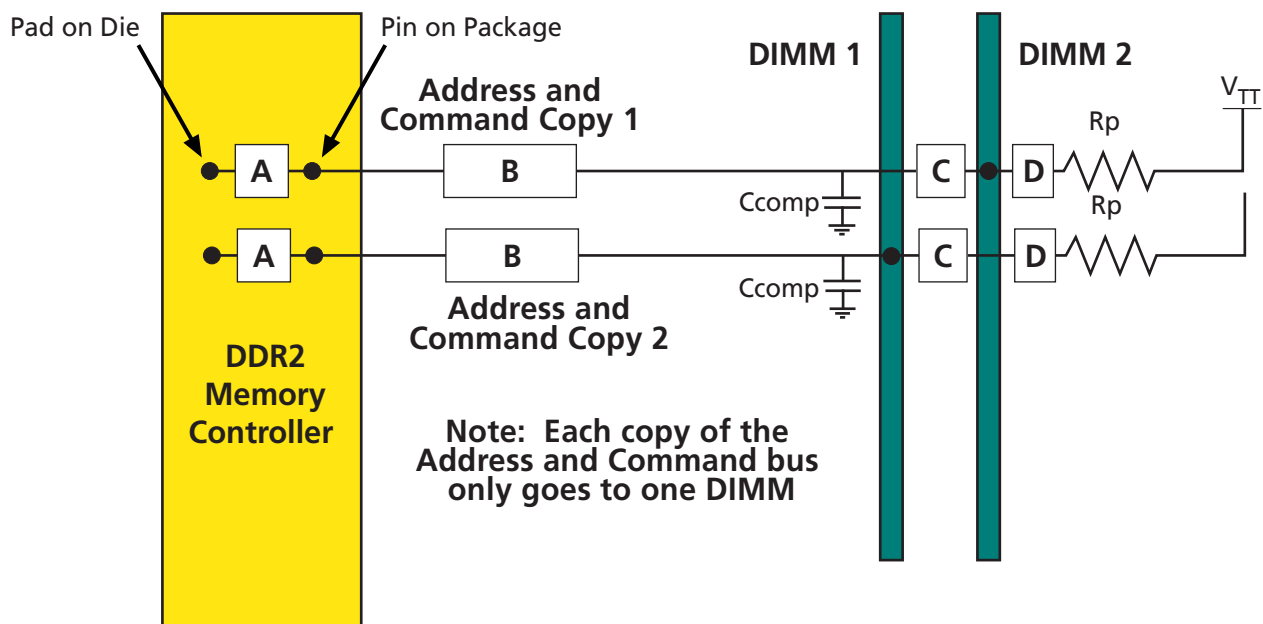 Pad on Die
Pin on Package
DIMM 1
DIMM 2
Address and
Command Copy 1
VTT
Rp
A
B
C
D
Ccomp
Rp
A
B
C
D
Ccomp
Address and
Command Copy 2
DDR2
Memory
Controller
Note: Each copy of the
Address and Command bus
only goes to one DIMM